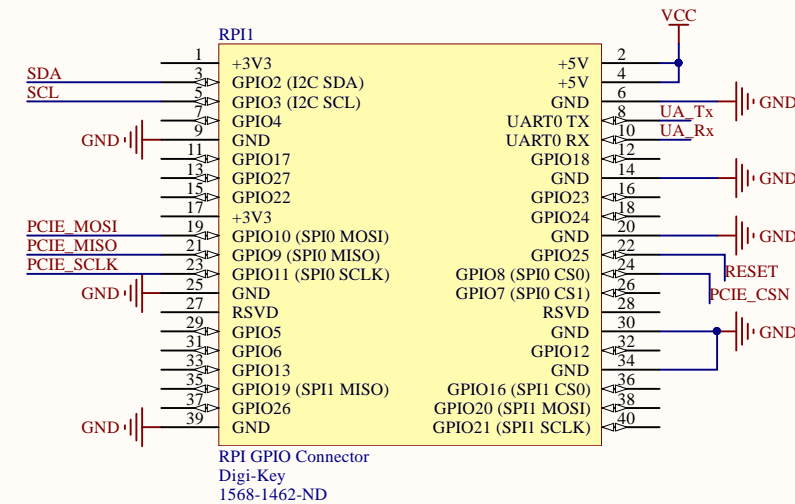 RPI1
VCC
1 +3V3 +5V 2
SDA 3 GPIO2 (I2C SDA) +5V 4
SCL 5 GPIO3 (I2C SCL) GND 6 GND
7 GPIO4 UART0 TX 8 UA_Tx
GND 9 GND UART0 RX 10 UA_Rx
11 GPIO17 GPIO18 12
13 GPIO27 GND 14 GND
15 GPIO22 GPIO23 16
17 +3V3 GPIO24 18
PCIE_MOSI 19 GPIO10 (SPI0 MOSI) GND 20 GND
PCIE_MISO 21 GPIO9 (SPI0 MISO) GPIO25 22
PCIE_SCLK 23 GPIO11 (SPI0 SCLK) GPIO8 (SPI0 CS0) 24 RESET
GND 25 GND GPIO7 (SPI0 CS1) 26 PCIE_CSN
27 RSVD RSVD 28
29 GPIO5 GND 30 GND
31 GPIO6 GPIO12 32
33 GPIO13 GND 34
35 GPIO19 (SPI1 MISO) GPIO16 (SPI1 CS0) 36
37 GPIO26 GPIO20 (SPI1 MOSI) 38
GND 39 GND GPIO21 (SPI1 SCLK) 40
RPI GPIO Connector
Digi-Key
1568-1462-ND